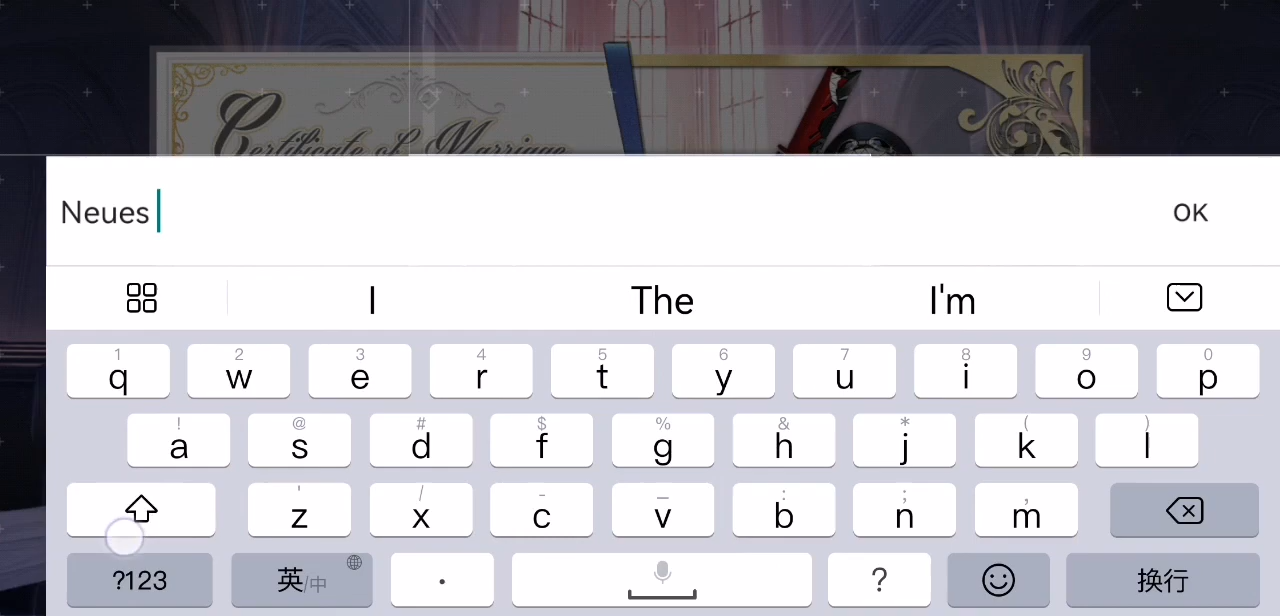 Certificate of Marriage
Neues
OK
I The I'm
1 2 3 4 5 6 7 8 9 0
q w e r t y u i o p
! @ # $ % & * ( )
a s d f g h j k l
' / - _ : ; ,
z x c v b n m
?123 英/中 . ? 换行